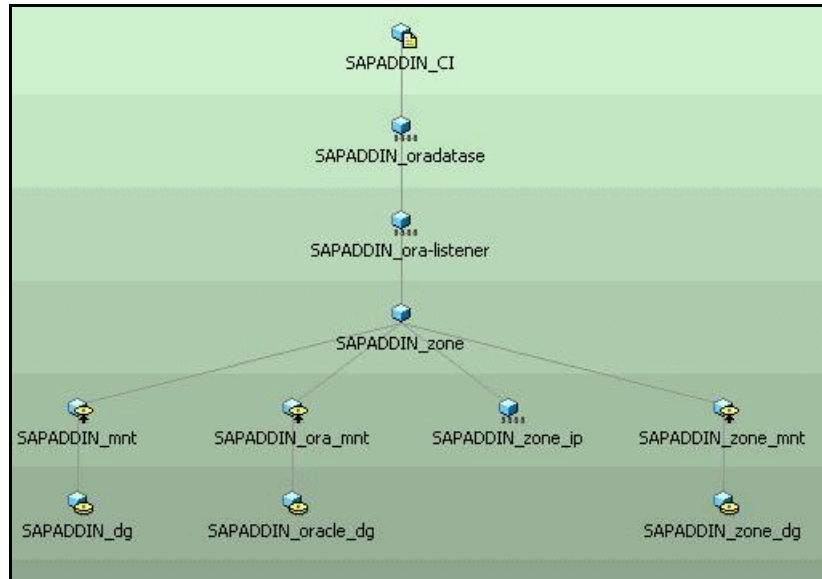 SAPADDIN_CI
SAPADDIN_oradatase
SAPADDIN_ora-listener
SAPADDIN_zone
SAPADDIN_mnt SAPADDIN_ora_mnt SAPADDIN_zone_ip SAPADDIN_zone_mnt
SAPADDIN_dg SAPADDIN_oracle_dg SAPADDIN_zone_dg